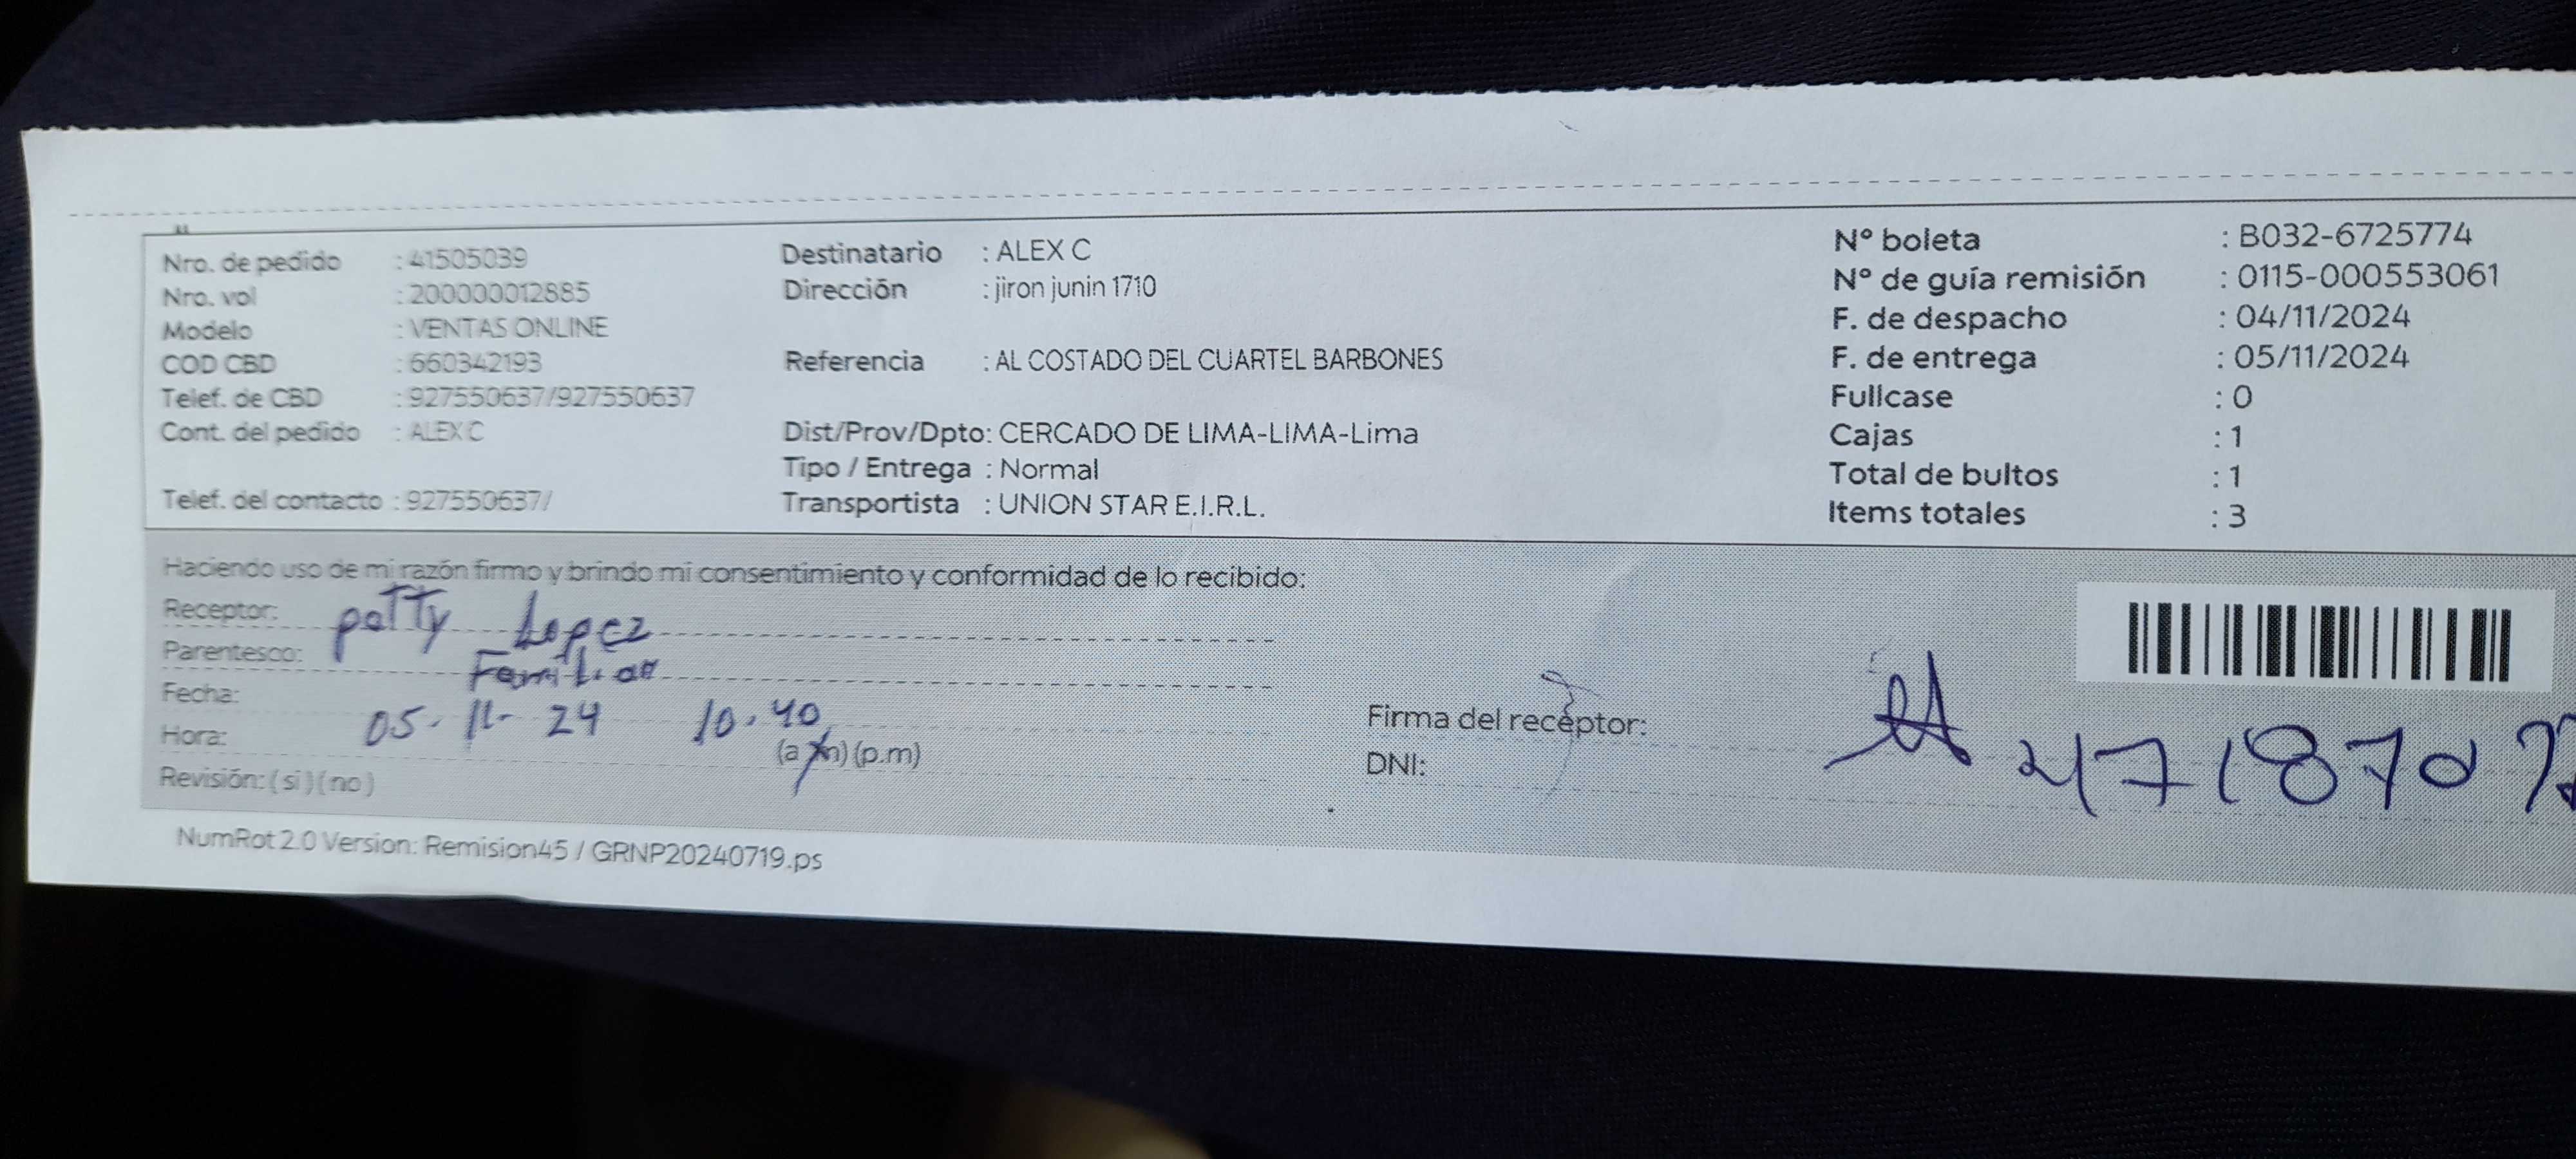 Nro. de pedido : 41505039
Nro. vol : 200000012885
Modelo : VENTAS ONLINE
COD CBD : 660342193
Telef. de CBD : 927550637/927550637
Cont. del pedido : ALEX C
Telef. del contacto : 927550637/
Destinatario : ALEX C
Dirección : jiron junin 1710
Referencia : AL COSTADO DEL CUARTEL BARBONES
Dist/Prov/Dpto: CERCADO DE LIMA-LIMA-Lima
Tipo / Entrega : Normal
Transportista : UNION STAR E.I.R.L.
Nº boleta : B032-6725774
Nº de guía remisión : 0115-000553061
F. de despacho : 04/11/2024
F. de entrega : 05/11/2024
Fullcase : 0
Cajas : 1
Total de bultos : 1
Items totales : 3
Haciendo uso de mi razón firmo y brindo mi consentimiento y conformidad de lo recibido:
Receptor: patty Lopez
Parentesco: Familiar
Fecha: 05-11-24
Hora: 10.40 (a.m) (p.m)
Revisión: ( si ) ( no )
Firma del receptor:
DNI: 471870
NumRot 2.0 Version: Remision45 / GRNP20240719.ps